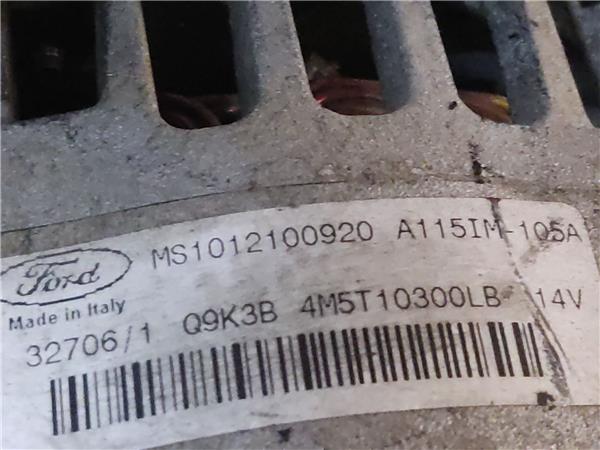 Ford MS1012100920 A115IM-105A
Made in Italy
32706/1 Q9K3B 4M5T10300LB 14V